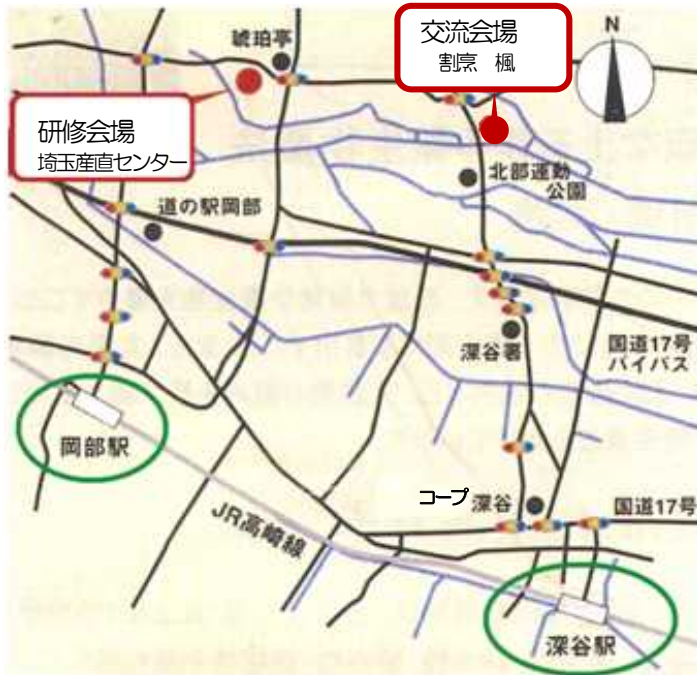 琥珀亭
交流会場
割烹 楓
N
研修会場
埼玉産直センター
北部運動
公園
道の駅岡部
国道17号
バイパス
深谷署
岡部駅
コープ 深谷
国道17号
JR高崎線
深谷駅